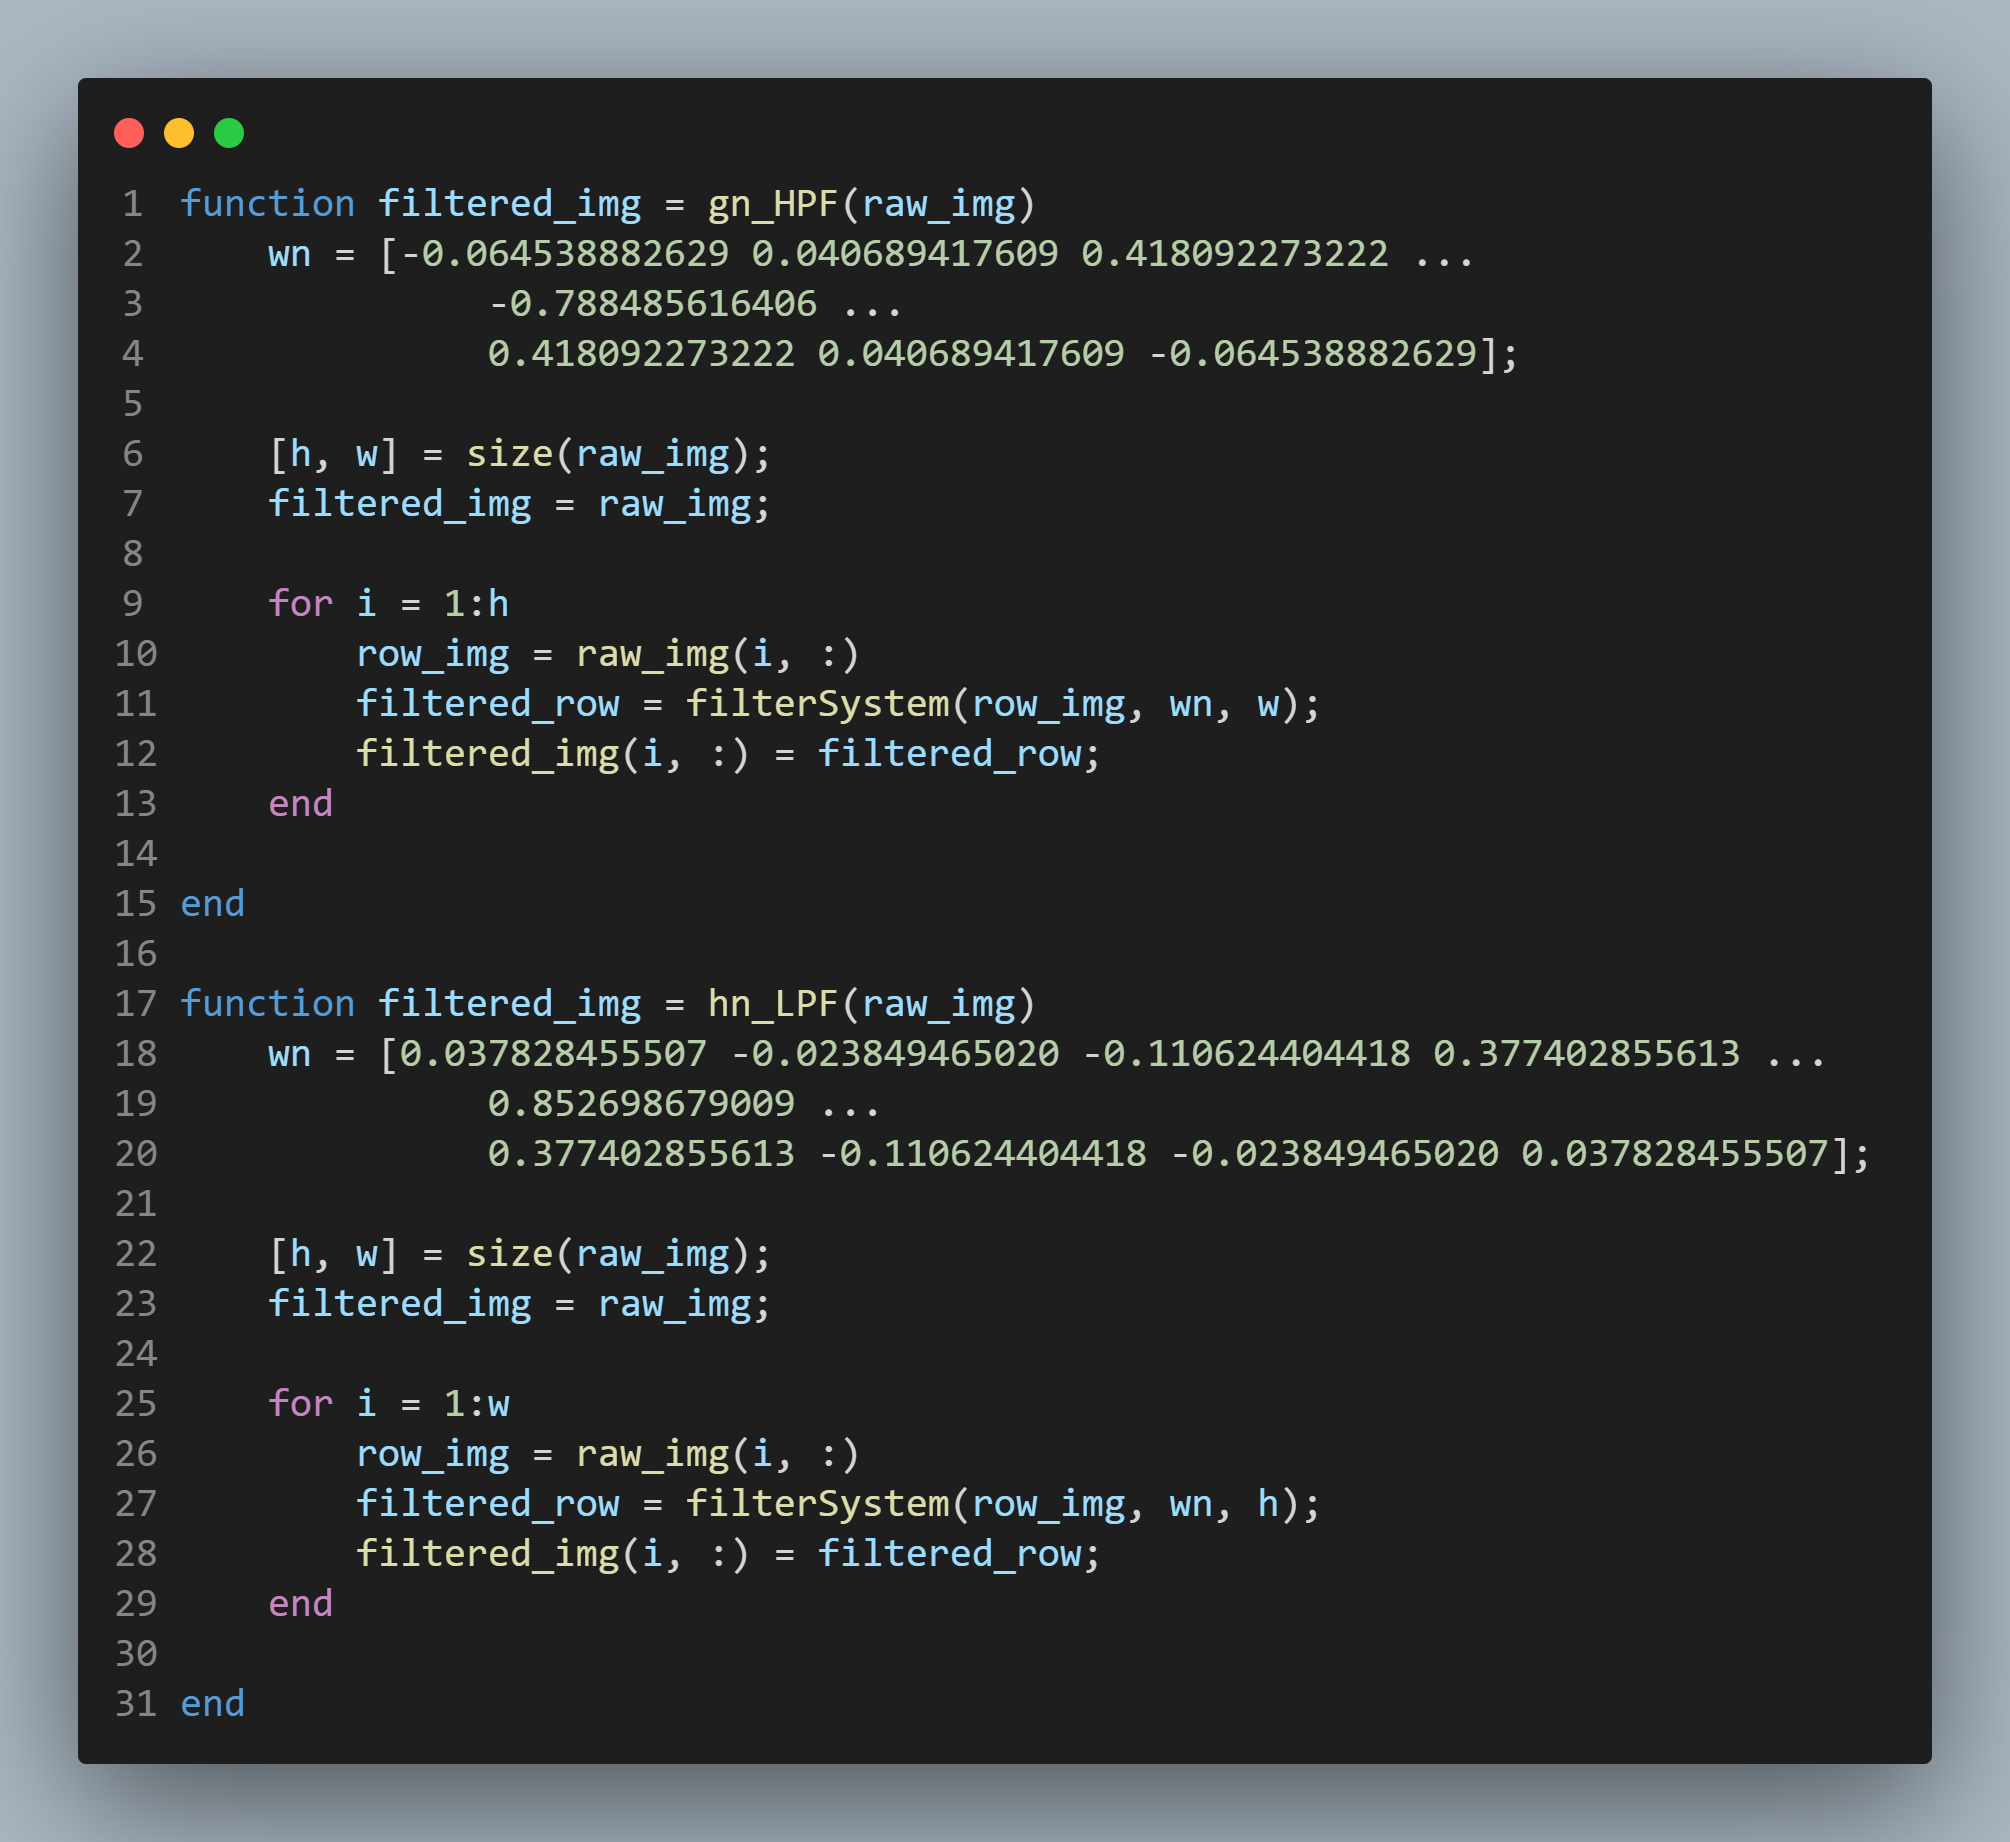 1 function filtered_img = gn_HPF(raw_img)
2     wn = [-0.064538882629 0.040689417609 0.418092273222 ...
3               -0.788485616406 ...
4               0.418092273222 0.040689417609 -0.064538882629];
5
6     [h, w] = size(raw_img);
7     filtered_img = raw_img;
8
9     for i = 1:h
10         row_img = raw_img(i, :)
11         filtered_row = filterSystem(row_img, wn, w);
12         filtered_img(i, :) = filtered_row;
13     end
14
15 end
16
17 function filtered_img = hn_LPF(raw_img)
18     wn = [0.037828455507 -0.023849465020 -0.110624404418 0.377402855613 ...
19               0.852698679009 ...
20               0.377402855613 -0.110624404418 -0.023849465020 0.037828455507];
21
22     [h, w] = size(raw_img);
23     filtered_img = raw_img;
24
25     for i = 1:w
26         row_img = raw_img(i, :)
27         filtered_row = filterSystem(row_img, wn, h);
28         filtered_img(i, :) = filtered_row;
29     end
30
31 end